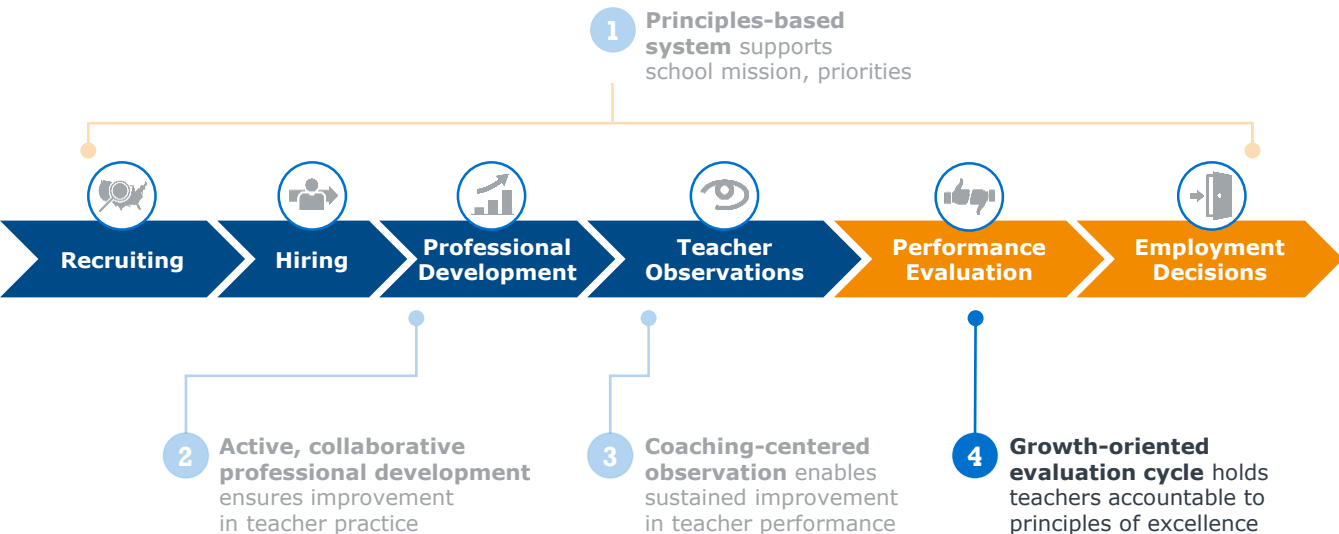 1
Principles-based
system supports
school mission, priorities
Recruiting
Hiring
Professional
Development
Teacher
Observations
Performance
Evaluation
Employment
Decisions
2
Active, collaborative
professional development
ensures improvement
in teacher practice
3
Coaching-centered
observation enables
sustained improvement
in teacher performance
4
Growth-oriented
evaluation cycle holds
teachers accountable to
principles of excellence